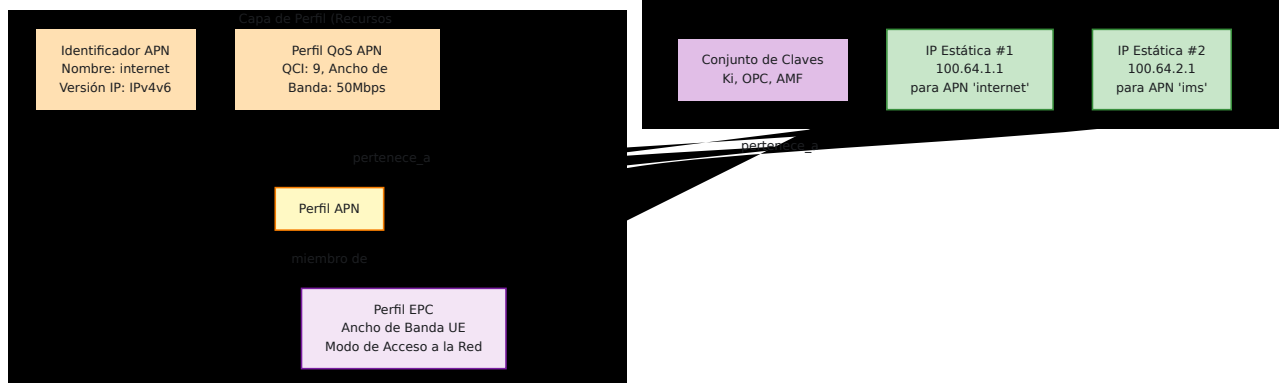 Capa de Perfil (Recursos
Identificador APN
Nombre: internet
Versión IP: IPv4v6
Perfil QoS APN
QCI: 9, Ancho de
Banda: 50Mbps
Conjunto de Claves
Ki, OPC, AMF
IP Estática #1
100.64.1.1
para APN 'internet'
IP Estática #2
100.64.2.1
para APN 'ims'
pertenece_a
pertenece_a
Perfil APN
miembro de
Perfil EPC
Ancho de Banda UE
Modo de Acceso a la Red